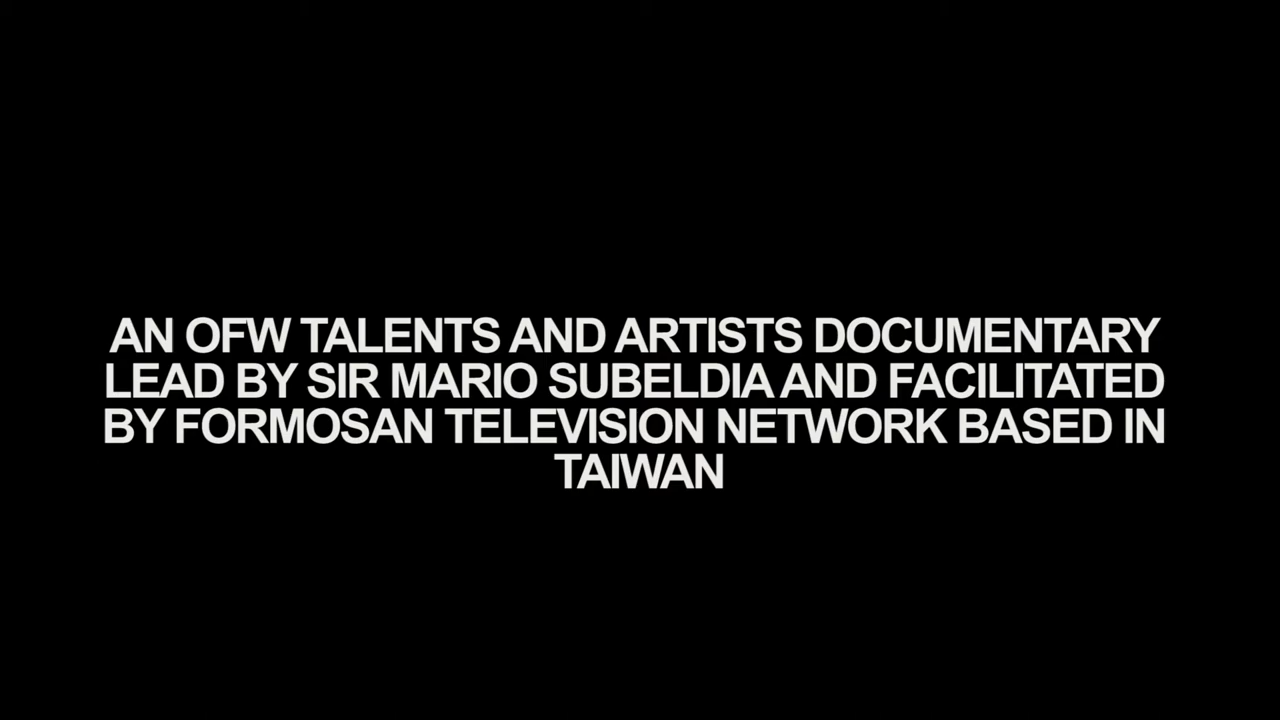 AN OFW TALENTS AND ARTISTS DOCUMENTARY
LEAD BY SIR MARIO SUBELDIA AND FACILITATED
BY FORMOSAN TELEVISION NETWORK BASED IN
TAIWAN